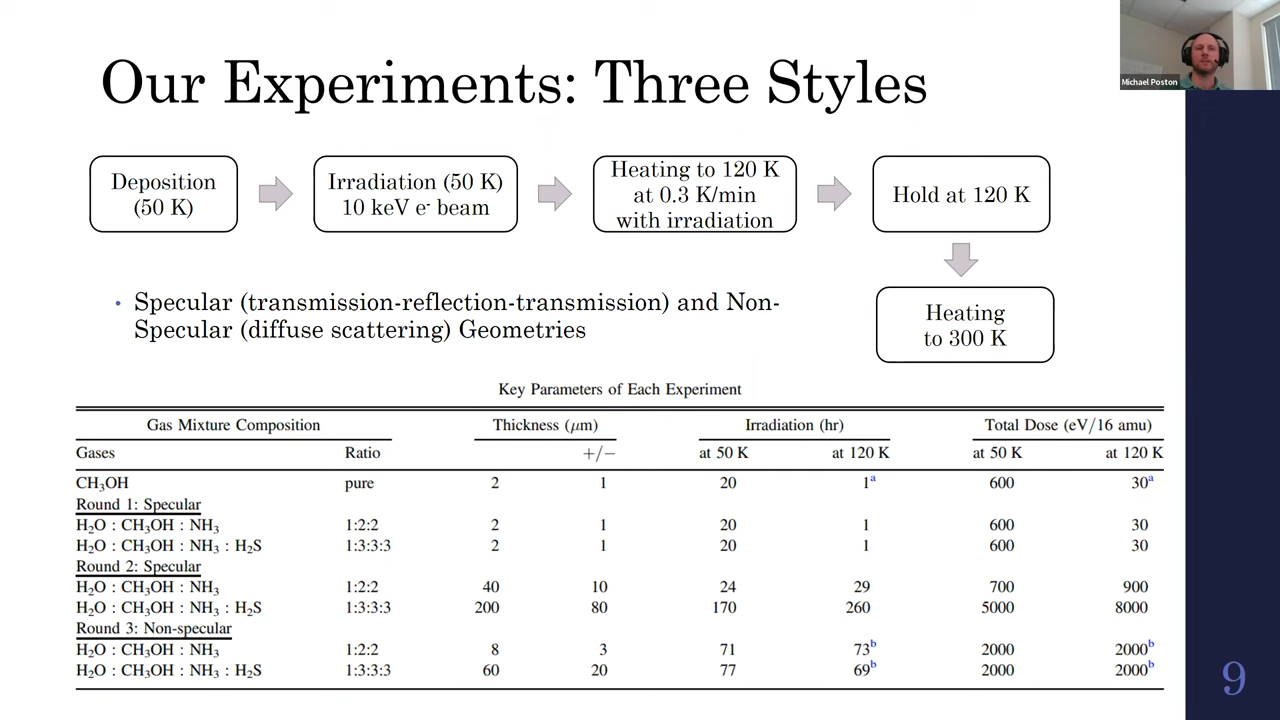 Our Experiments: Three Styles
Michael Poston
Deposition
(50 K)
Irradiation (50 K)
10 keV e⁻ beam
Heating to 120 K
at 0.3 K/min
with irradiation
Hold at 120 K
Heating
to 300 K
• Specular (transmission-reflection-transmission) and Non-
Specular (diffuse scattering) Geometries
Key Parameters of Each Experiment
Gas Mixture Composition Thickness (μm) Irradiation (hr) Total Dose (eV/16 amu)
Gases Ratio +/− at 50 K at 120 K at 50 K at 120 K
CH₃OH pure 2 1 20 1ᵃ 600 30ᵃ
Round 1: Specular
H₂O : CH₃OH : NH₃ 1:2:2 2 1 20 1 600 30
H₂O : CH₃OH : NH₃ : H₂S 1:3:3:3 2 1 20 1 600 30
Round 2: Specular
H₂O : CH₃OH : NH₃ 1:2:2 40 10 24 29 700 900
H₂O : CH₃OH : NH₃ : H₂S 1:3:3:3 200 80 170 260 5000 8000
Round 3: Non-specular
H₂O : CH₃OH : NH₃ 1:2:2 8 3 71 73ᵇ 2000 2000ᵇ
H₂O : CH₃OH : NH₃ : H₂S 1:3:3:3 60 20 77 69ᵇ 2000 2000ᵇ
9